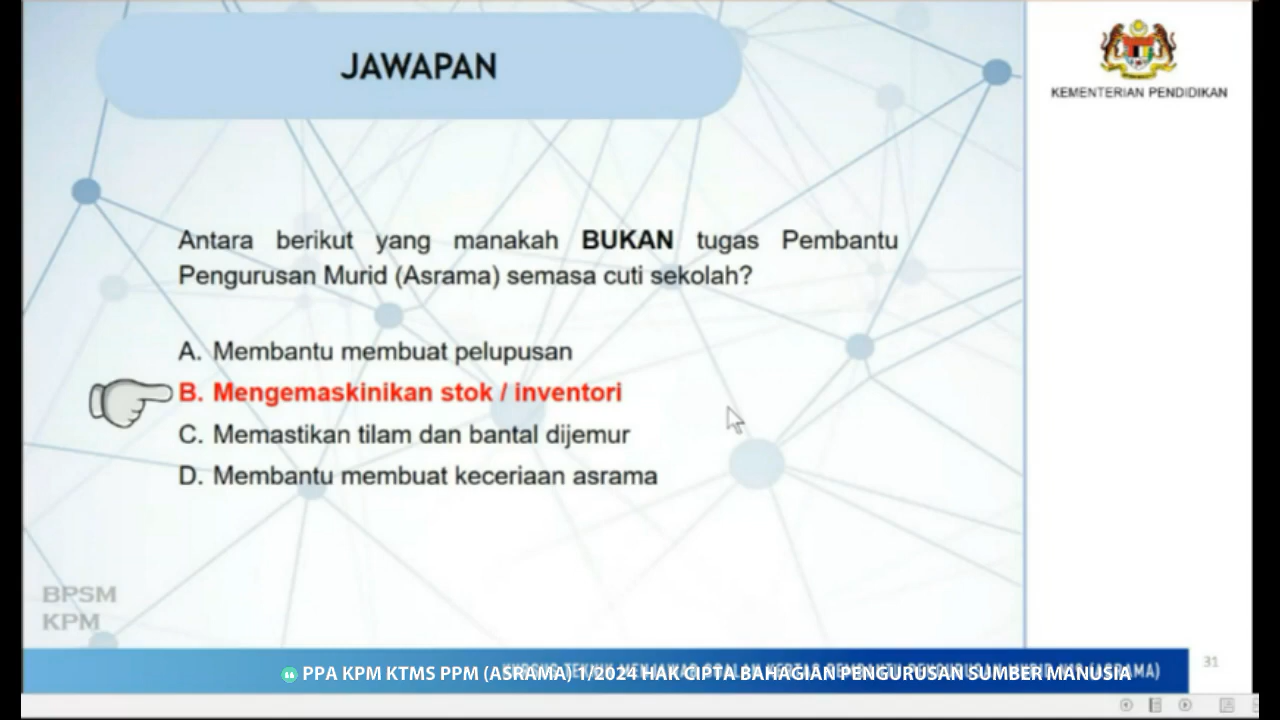 JAWAPAN
KEMENTERIAN PENDIDIKAN
Antara berikut yang manakah BUKAN tugas Pembantu
Pengurusan Murid (Asrama) semasa cuti sekolah?
A. Membantu membuat pelupusan
B. Mengemaskinikan stok / inventori
C. Memastikan tilam dan bantal dijemur
D. Membantu membuat keceriaan asrama
BPSM
KPM
PPA KPM KTMS PPM (ASRAMA) 1/2024 HAK CIPTA BAHAGIAN PENGURUSAN SUMBER MANUSIA
31